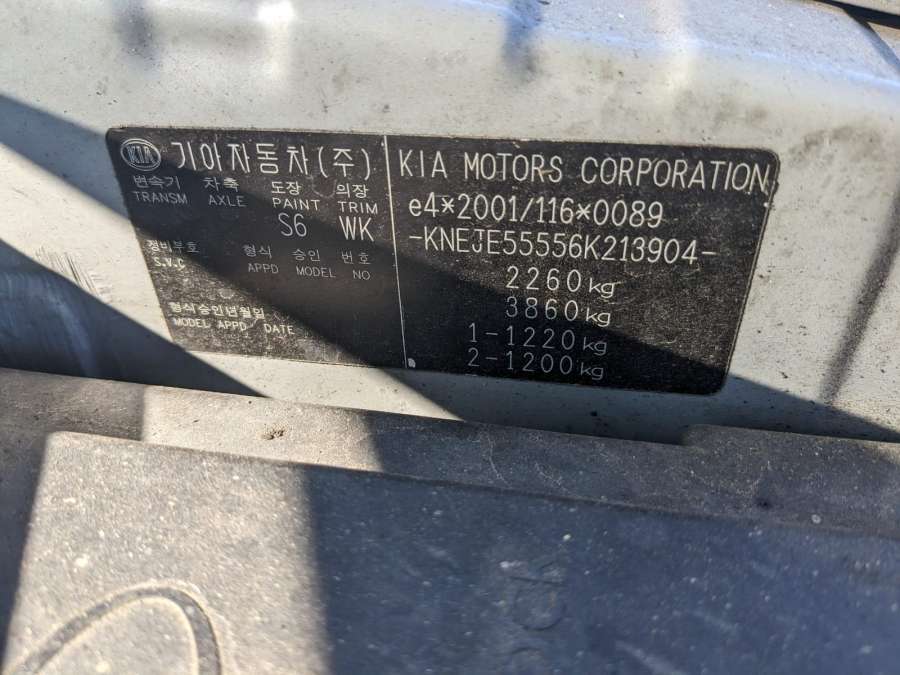 KIA 기아자동차(주)
변속기 차축 도장 의장
TRANSM AXLE PAINT TRIM
S6 WK
정비부호 형식 승인 번호
S.N.C APPD MODEL NO
형식승인년월일
MODEL APPD/DATE
KIA MOTORS CORPORATION
e4*2001/116*0089
-KNEJE55556K213904-
2260kg
3860kg
1-1220kg
2-1200kg